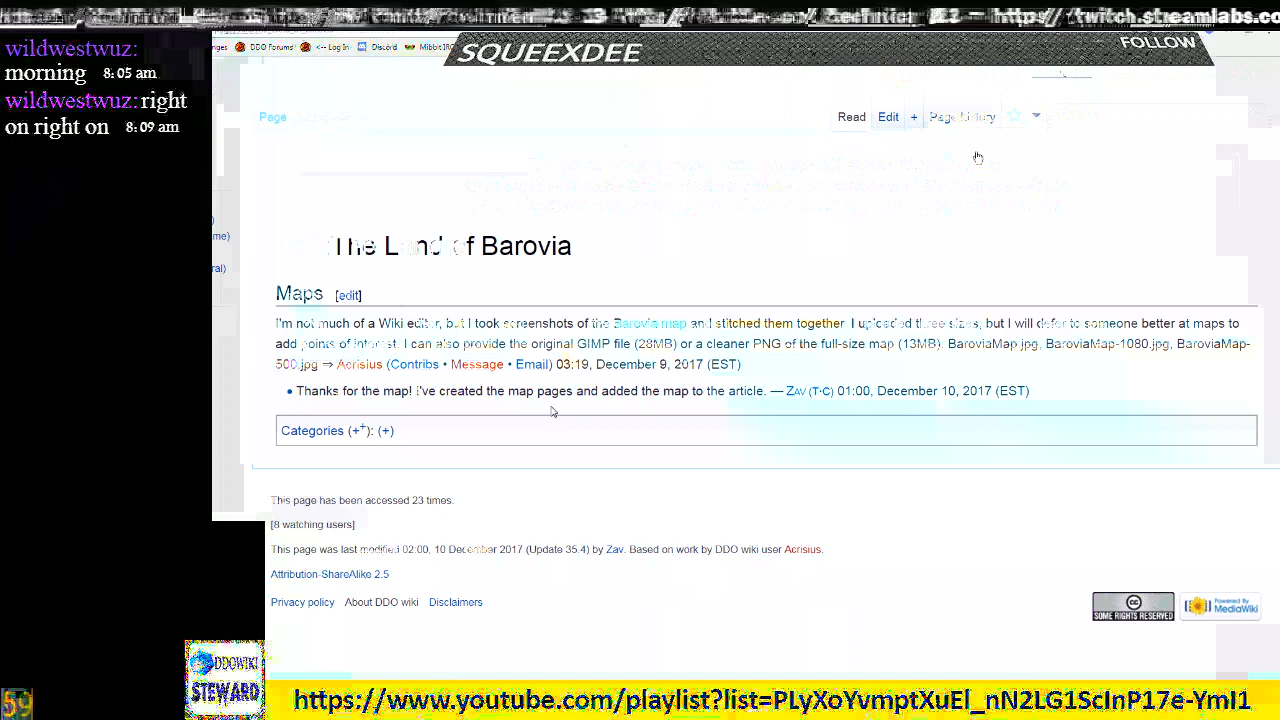 https://twitch.streamlabs.co
wildwestwuz:
morning 8:05 am
wildwestwuz: right
on right on 8:09 am
DDO Forums <-- Log In Discord Mibbit IRC
SQUEEXDEE
FOLLOW
Page
Read Edit + Page history
The Land of Barovia
Maps [edit]
I'm not much of a Wiki editor, but I took screenshots of the Barovia map and stitched them together. I uploaded three sizes, but I will defer to someone better at maps to
add points of interest. I can also provide the original GIMP file (28MB) or a cleaner PNG of the full-size map (13MB). BaroviaMap.jpg, BaroviaMap-1080.jpg, BaroviaMap-
500.jpg ⇒ Acrisius (Contribs • Message • Email) 03:19, December 9, 2017 (EST)
• Thanks for the map! I've created the map pages and added the map to the article. — Zav (T·C) 01:00, December 10, 2017 (EST)
Categories (++): (+)
This page has been accessed 23 times.
[8 watching users]
This page was last modified 02:00, 10 December 2017 (Update 35.4) by Zav. Based on work by DDO wiki user Acrisius.
Attribution-ShareAlike 2.5
Privacy policy About DDO wiki Disclaimers
SOME RIGHTS RESERVED
Powered By
MediaWiki
DDOWIKI
STEWARD
59